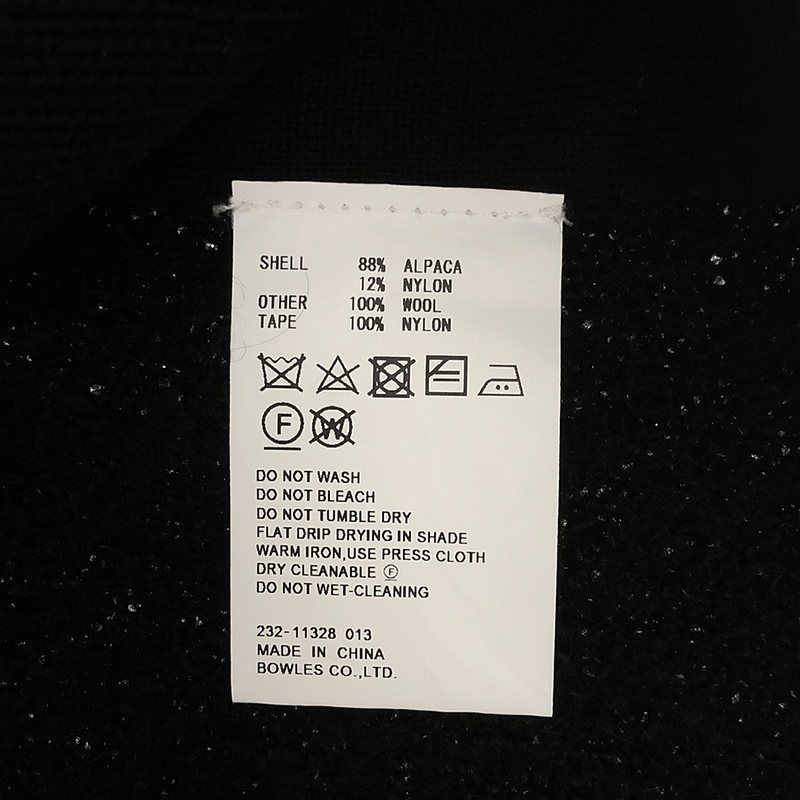 SHELL 88% ALPACA
12% NYLON
OTHER 100% WOOL
TAPE 100% NYLON
F W
DO NOT WASH
DO NOT BLEACH
DO NOT TUMBLE DRY
FLAT DRIP DRYING IN SHADE
WARM IRON,USE PRESS CLOTH
DRY CLEANABLE Ⓕ
DO NOT WET-CLEANING
232-11328 013
MADE IN CHINA
BOWLES CO.,LTD.